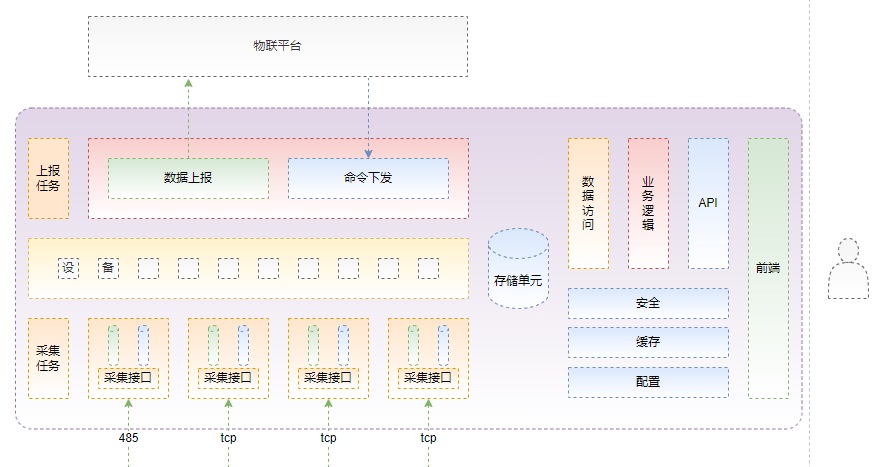 物联平台
上报
任务
数据上报
命令下发
数
据
访
问
业
务
逻
辑
API
前端
设
备
存储单元
安全
缓存
配置
采集
任务
采集接口
采集接口
采集接口
采集接口
485
tcp
tcp
tcp